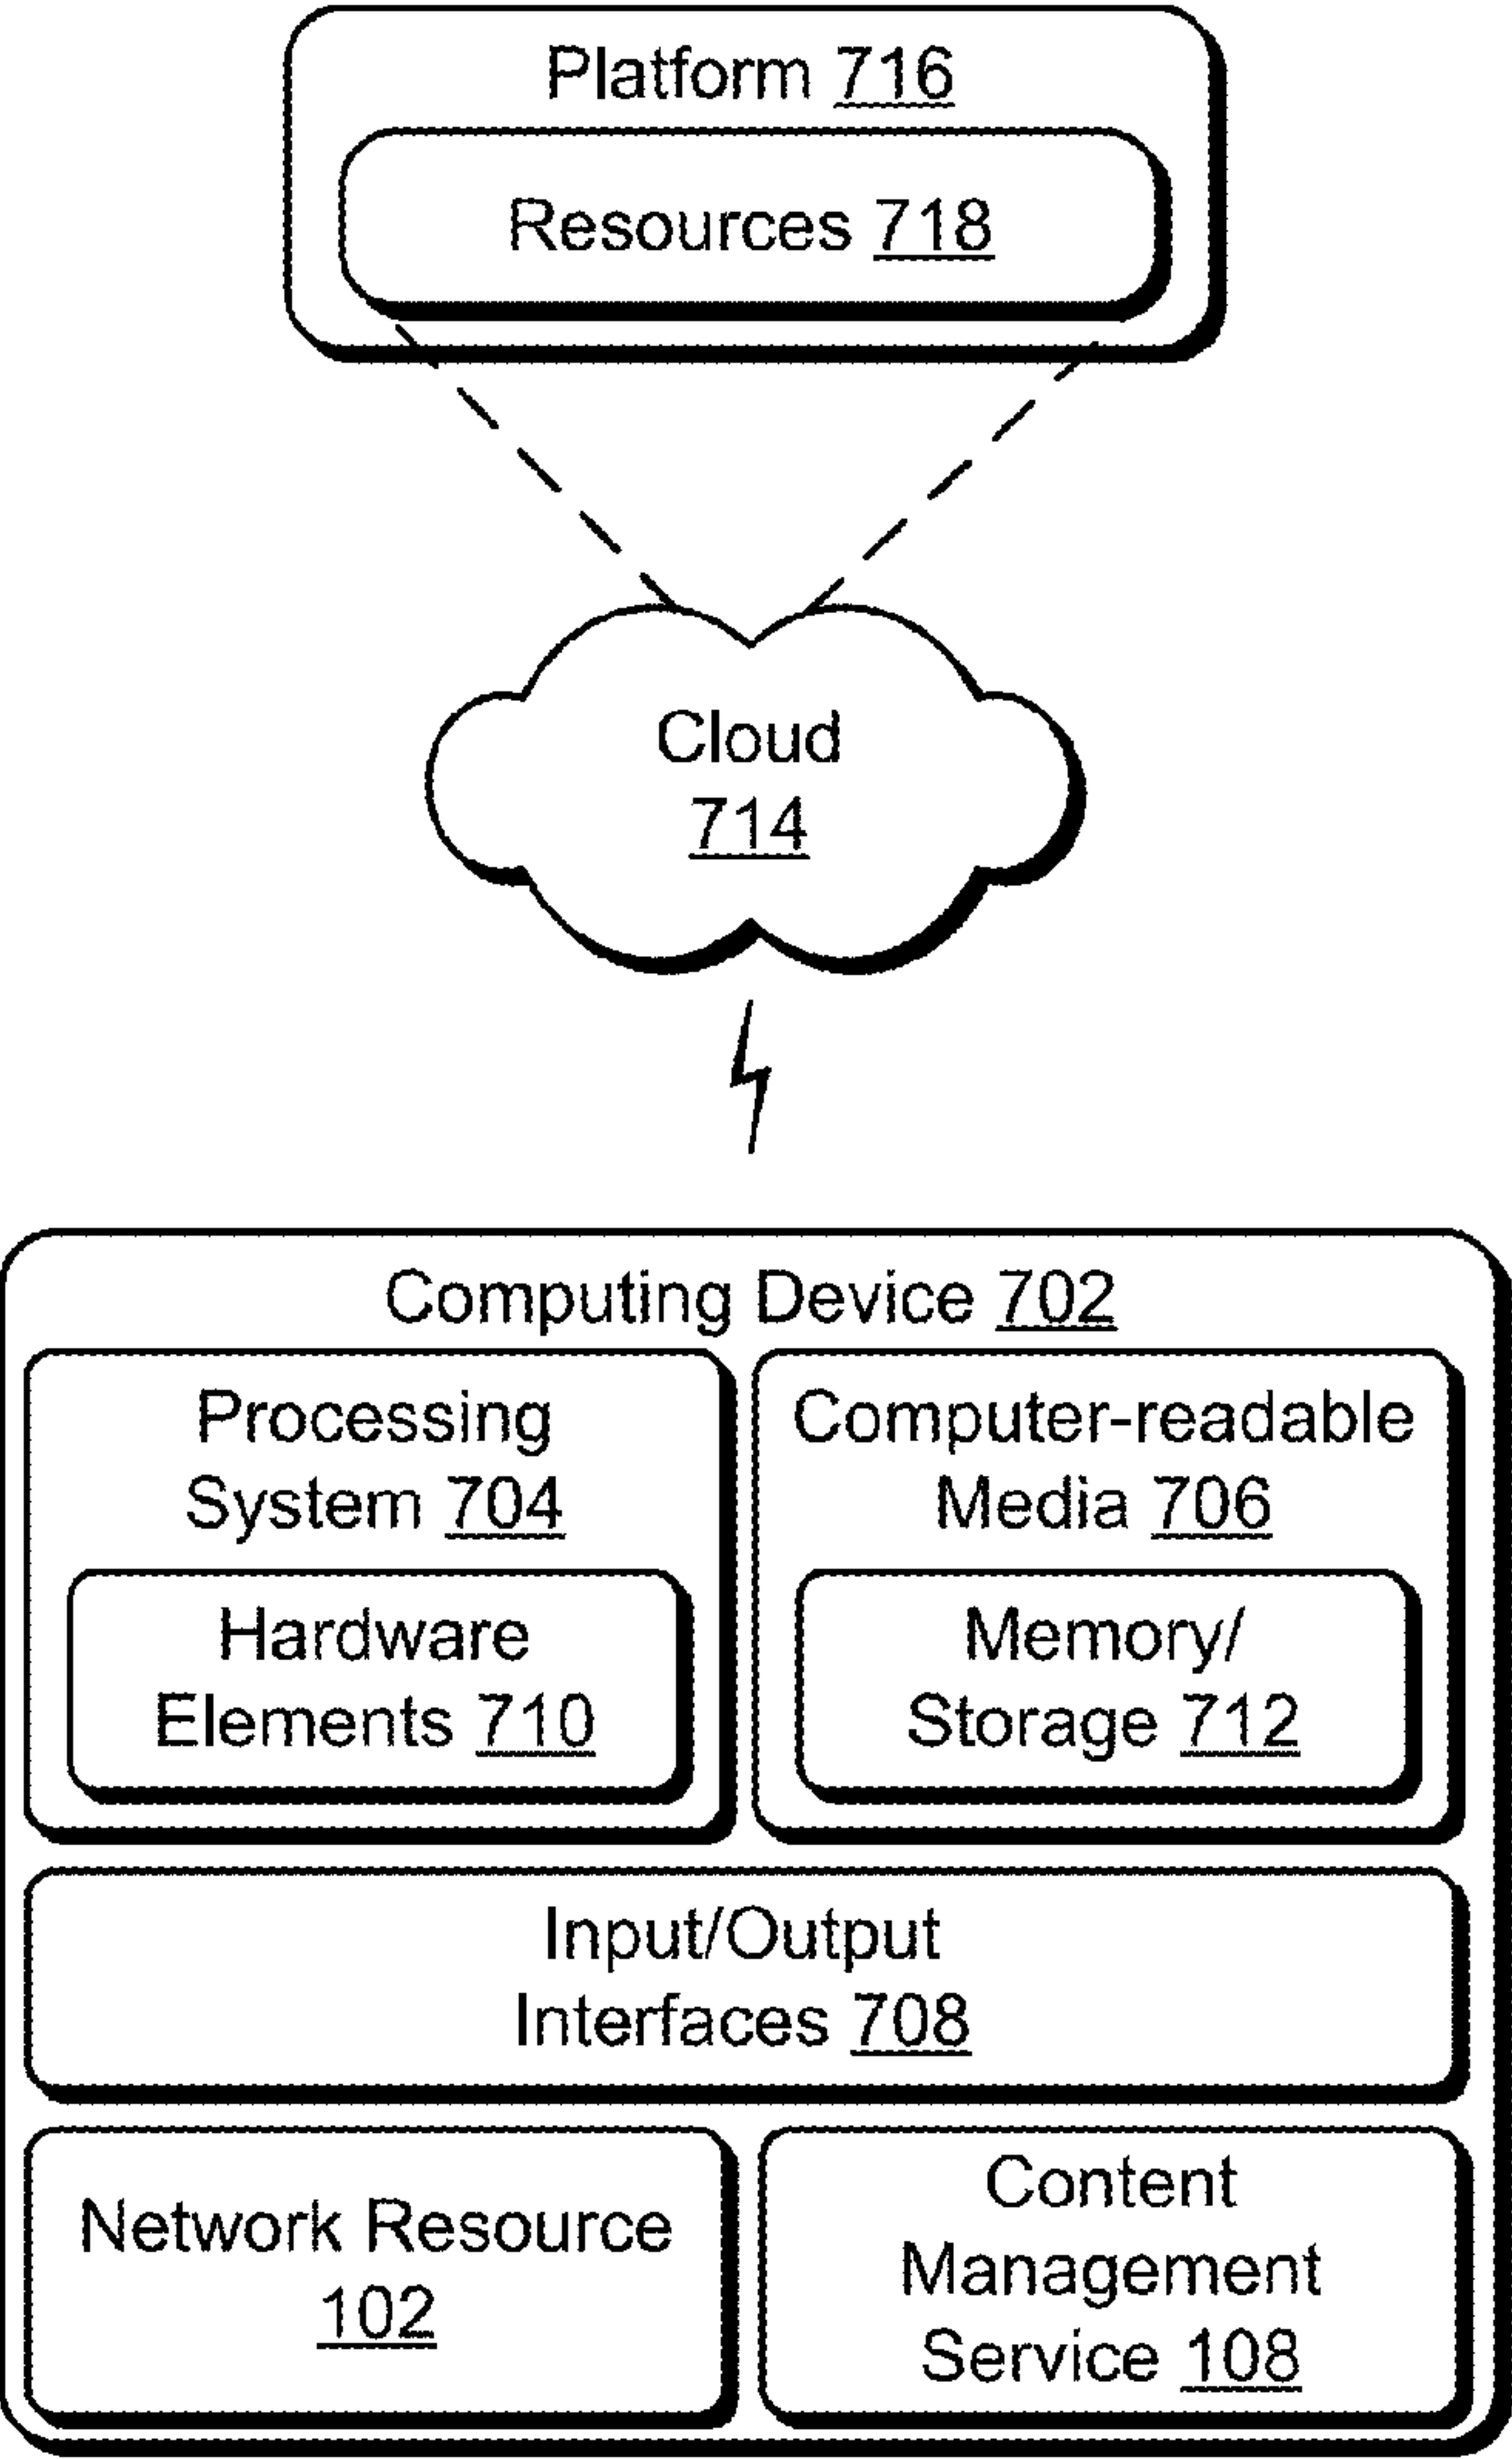 Platform 716
Resources 718
Cloud
714
Computing Device 702
Processing
System 704
Hardware
Elements 710
Computer-readable
Media 706
Memory/
Storage 712
Input/Output
Interfaces 708
Network Resource
102
Content
Management
Service 108